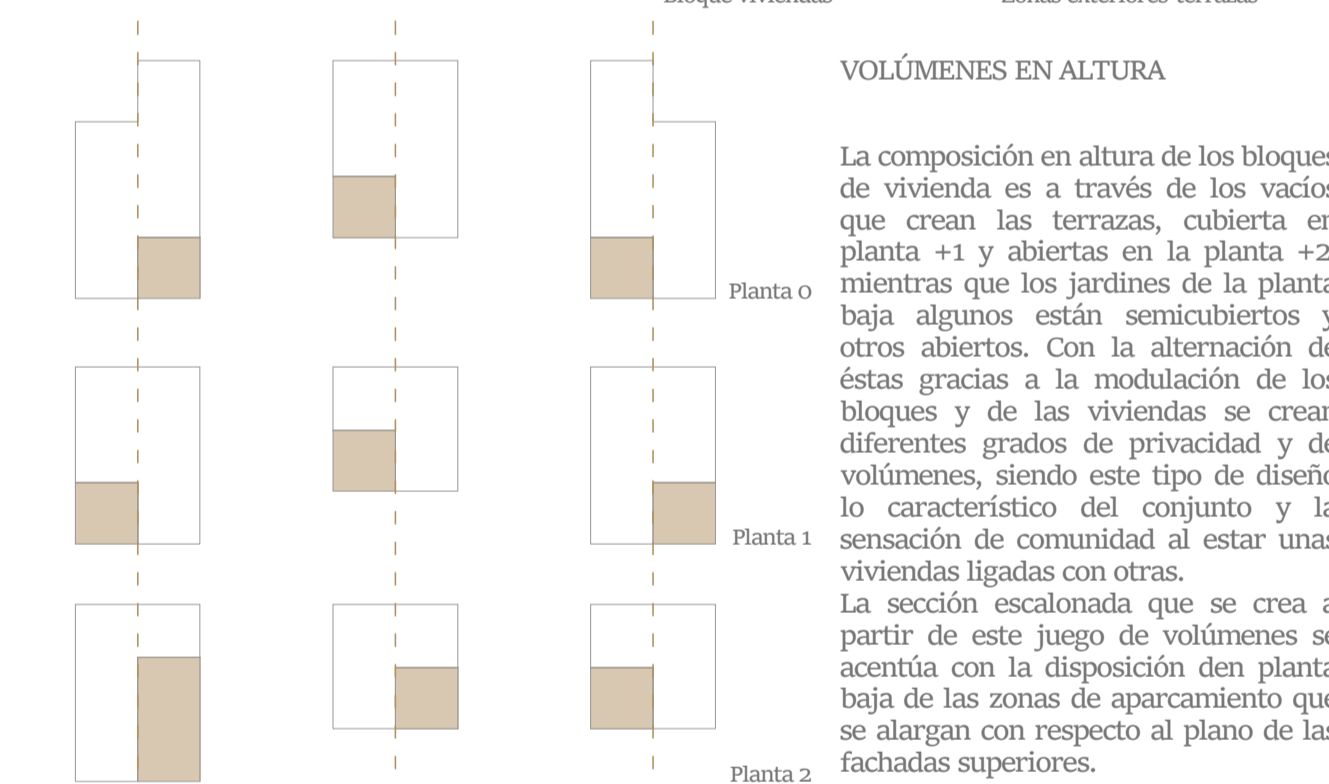 Bloque viviendas
Zonas exteriores-terrazas
VOLÚMENES EN ALTURA
La composición en altura de los bloques
de vivienda es a través de los vacíos
que crean las terrazas, cubierta en
planta +1 y abiertas en la planta +2
mientras que los jardines de la planta
baja algunos están semicubiertos y
otros abiertos. Con la alternación de
éstas gracias a la modulación de los
bloques y de las viviendas se crean
diferentes grados de privacidad y de
volúmenes, siendo este tipo de diseño
lo característico del conjunto y la
sensación de comunidad al estar unas
viviendas ligadas con otras.
La sección escalonada que se crea a
partir de este juego de volúmenes se
acentúa con la disposición den planta
baja de las zonas de aparcamiento que
se alargan con respecto al plano de las
fachadas superiores.
Planta 0
Planta 1
Planta 2